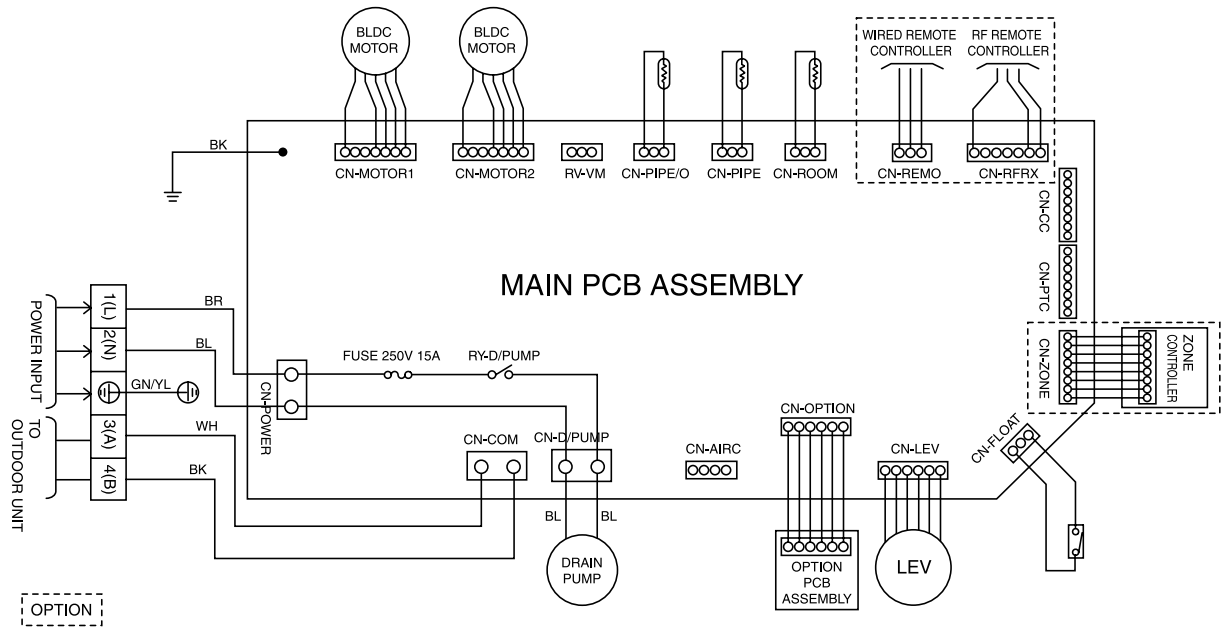 BLDC
MOTOR
BLDC
MOTOR
WIRED REMOTE
CONTROLLER
RF REMOTE
CONTROLLER
BK
CN-MOTOR1
CN-MOTOR2
RV-VM
CN-PIPE/O
CN-PIPE
CN-ROOM
CN-REMO
CN-RFRX
CN-CC
CN-PTC
MAIN PCB ASSEMBLY
POWER INPUT
1(L)
BR
2(N)
BL
GN/YL
TO
OUTDOOR UNIT
3(A)
WH
4(B)
BK
CN-POWER
FUSE 250V 15A
RY-D/PUMP
CN-COM
CN-D/PUMP
BL
BL
DRAIN
PUMP
CN-AIRC
CN-OPTION
OPTION
PCB
ASSEMBLY
CN-LEV
LEV
CN-FLOAT
CN-ZONE
ZONE
CONTROLLER
OPTION